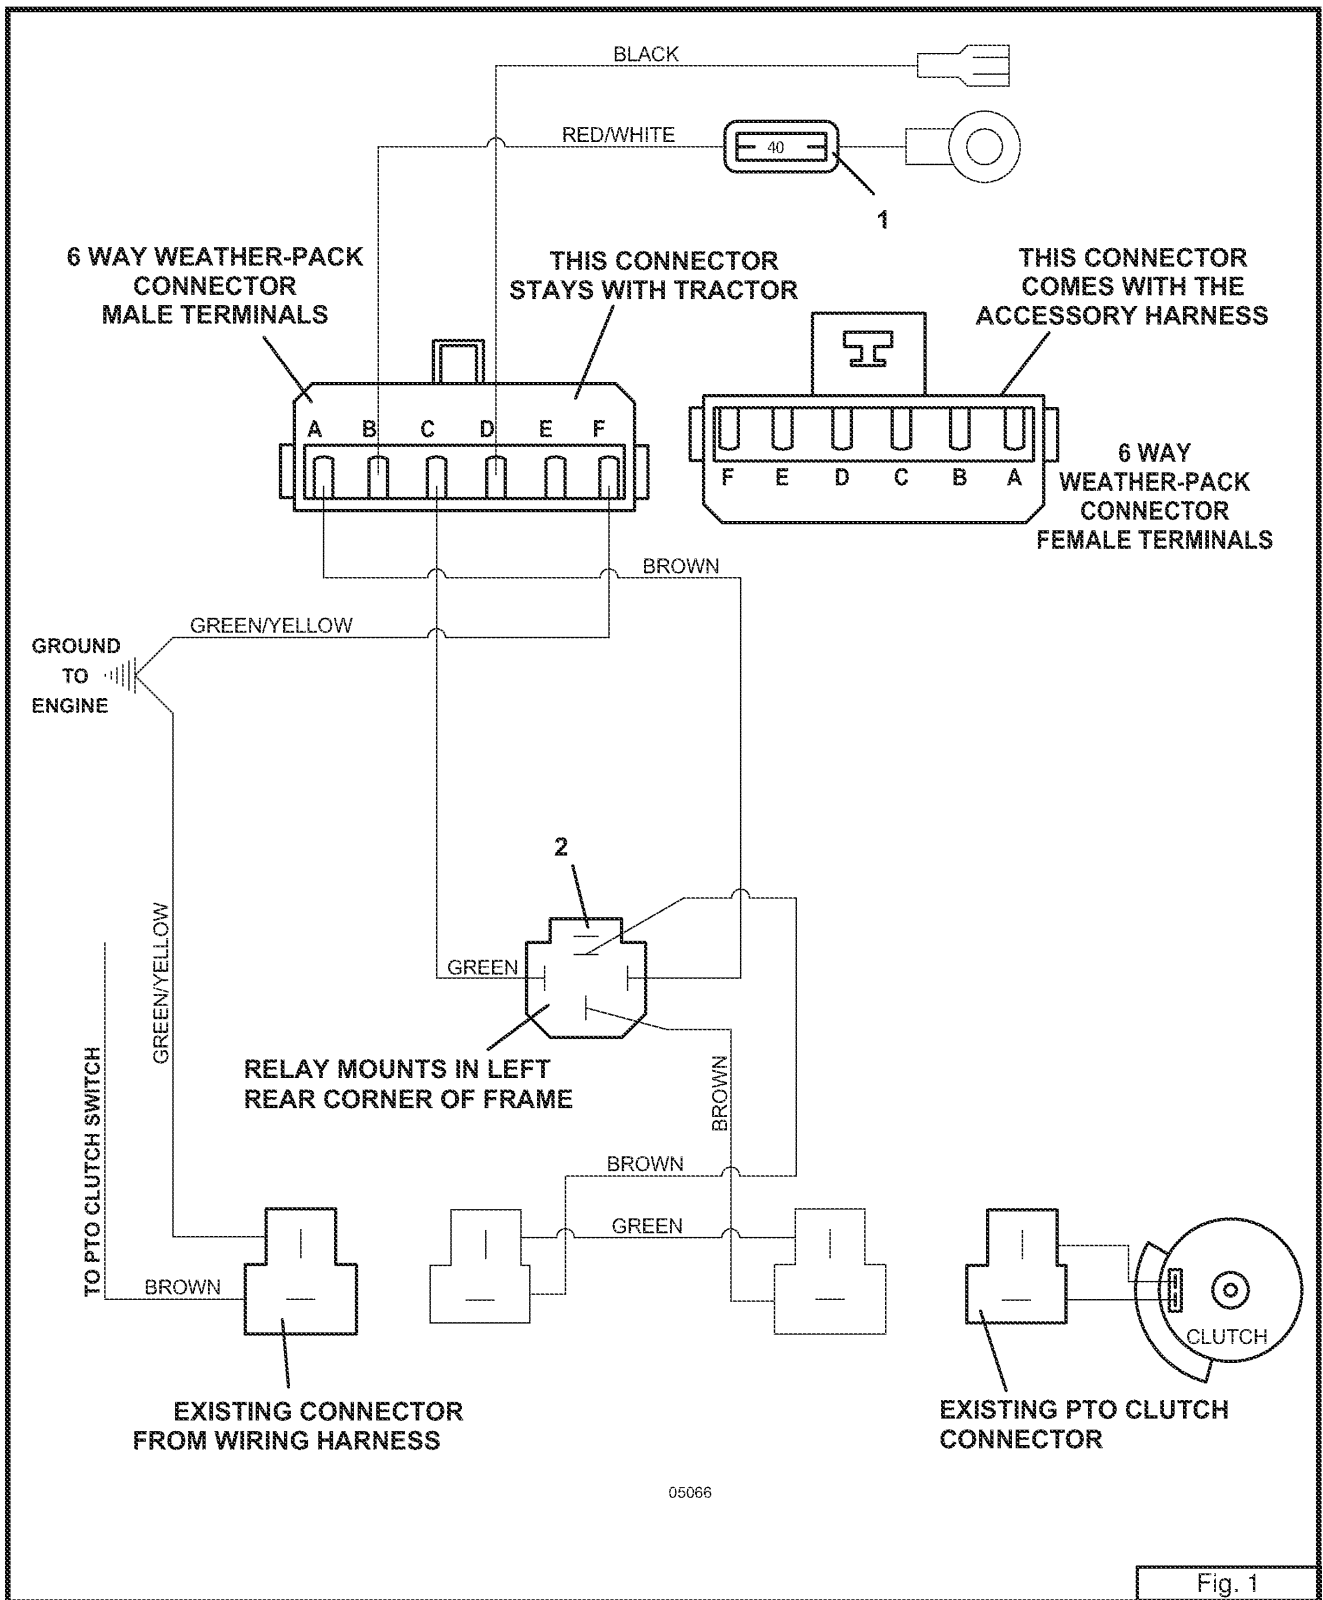 BLACK
RED/WHITE
40
1
6 WAY WEATHER-PACK
CONNECTOR
MALE TERMINALS
THIS CONNECTOR
STAYS WITH TRACTOR
THIS CONNECTOR
COMES WITH THE
ACCESSORY HARNESS
A B C D E F
F E D C B A
6 WAY
WEATHER-PACK
CONNECTOR
FEMALE TERMINALS
BROWN
GREEN/YELLOW
GROUND
TO
ENGINE
2
GREEN
GREEN/YELLOW
TO PTO CLUTCH SWITCH
RELAY MOUNTS IN LEFT
REAR CORNER OF FRAME
BROWN
BROWN
GREEN
BROWN
CLUTCH
EXISTING CONNECTOR
FROM WIRING HARNESS
EXISTING PTO CLUTCH
CONNECTOR
05066
Fig. 1